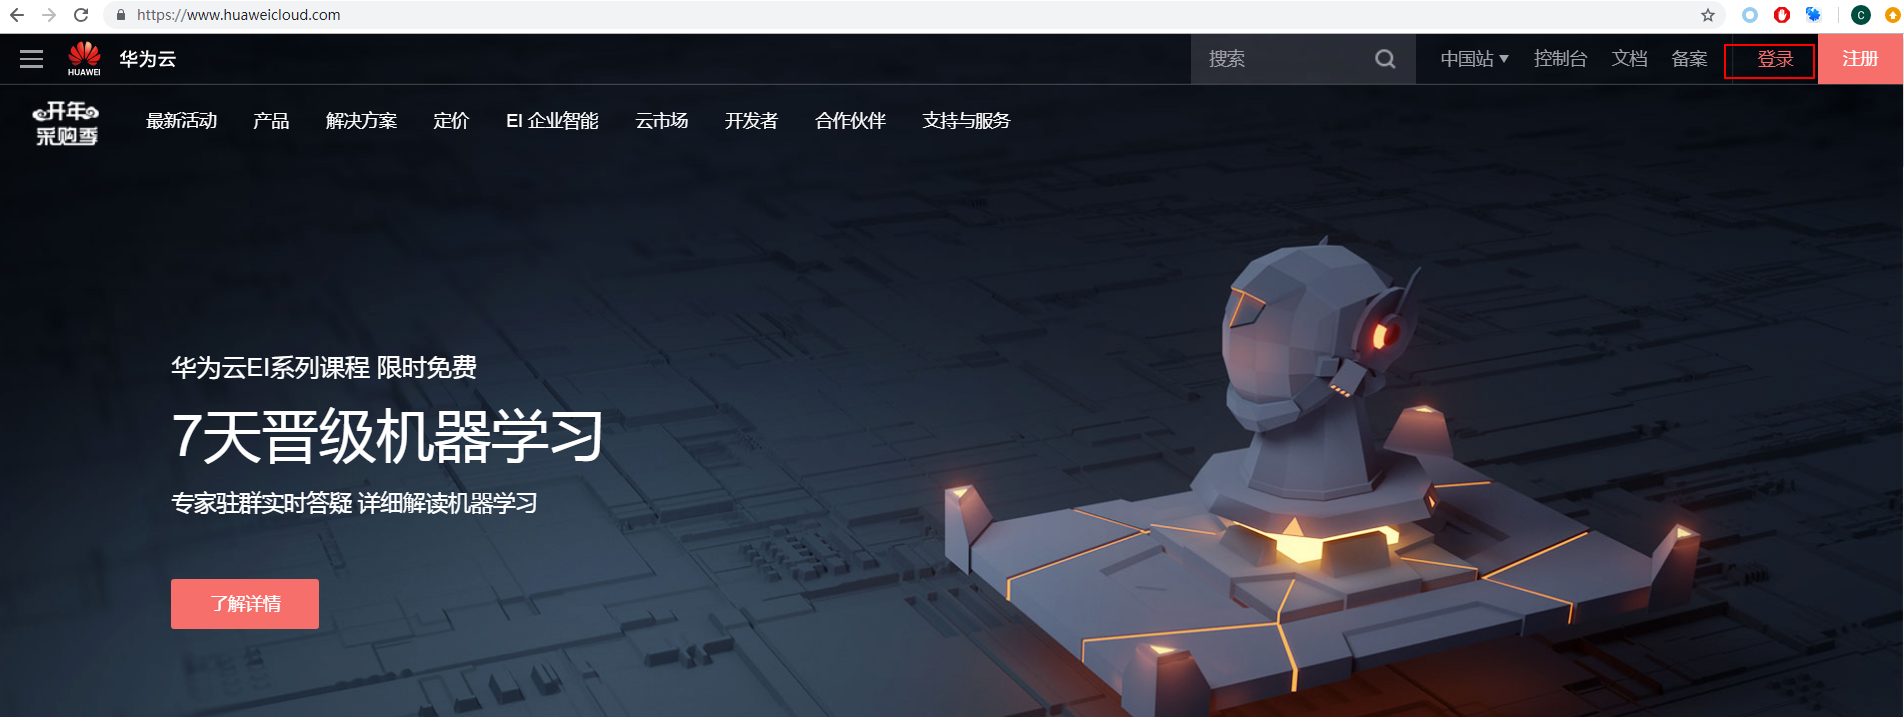 https://www.huaweicloud.com
C
HUAWEI
华为云
搜索
中国站
控制台
文档
备案
登录
注册
开年
采购季
最新活动
产品
解决方案
定价
EI 企业智能
云市场
开发者
合作伙伴
支持与服务
华为云EI系列课程 限时免费
7天晋级机器学习
专家驻群实时答疑 详细解读机器学习
了解详情